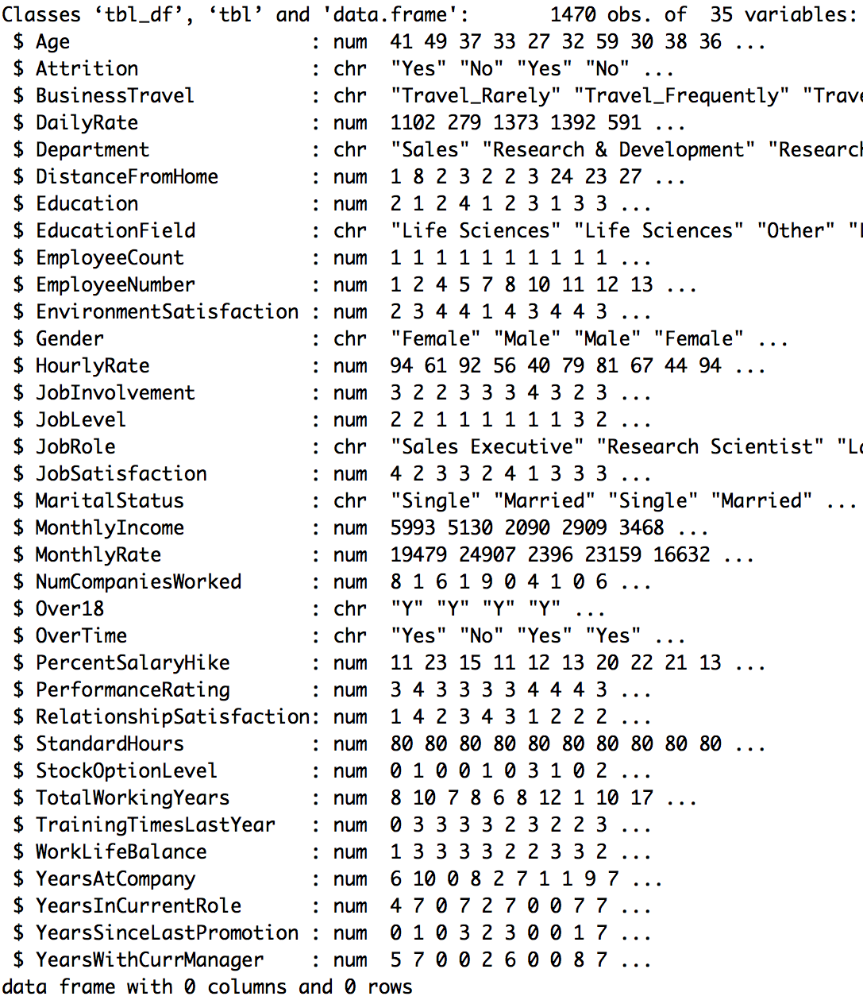 Classes ‘tbl_df’, ‘tbl’ and 'data.frame':       1470 obs. of  35 variables:
 $ Age                     : num  41 49 37 33 27 32 59 30 38 36 ...
 $ Attrition               : chr  "Yes" "No" "Yes" "No" ...
 $ BusinessTravel          : chr  "Travel_Rarely" "Travel_Frequently" "Trave
 $ DailyRate               : num  1102 279 1373 1392 591 ...
 $ Department              : chr  "Sales" "Research & Development" "Research
 $ DistanceFromHome        : num  1 8 2 3 2 2 3 24 23 27 ...
 $ Education               : num  2 1 2 4 1 2 3 1 3 3 ...
 $ EducationField          : chr  "Life Sciences" "Life Sciences" "Other" "
 $ EmployeeCount           : num  1 1 1 1 1 1 1 1 1 1 ...
 $ EmployeeNumber          : num  1 2 4 5 7 8 10 11 12 13 ...
 $ EnvironmentSatisfaction : num  2 3 4 4 1 4 3 4 4 3 ...
 $ Gender                  : chr  "Female" "Male" "Male" "Female" ...
 $ HourlyRate              : num  94 61 92 56 40 79 81 67 44 94 ...
 $ JobInvolvement          : num  3 2 2 3 3 3 4 3 2 3 ...
 $ JobLevel                : num  2 2 1 1 1 1 1 1 3 2 ...
 $ JobRole                 : chr  "Sales Executive" "Research Scientist" "La
 $ JobSatisfaction         : num  4 2 3 3 2 4 1 3 3 3 ...
 $ MaritalStatus           : chr  "Single" "Married" "Single" "Married" ...
 $ MonthlyIncome           : num  5993 5130 2090 2909 3468 ...
 $ MonthlyRate             : num  19479 24907 2396 23159 16632 ...
 $ NumCompaniesWorked      : num  8 1 6 1 9 0 4 1 0 6 ...
 $ Over18                  : chr  "Y" "Y" "Y" "Y" ...
 $ OverTime                : chr  "Yes" "No" "Yes" "Yes" ...
 $ PercentSalaryHike       : num  11 23 15 11 12 13 20 22 21 13 ...
 $ PerformanceRating       : num  3 4 3 3 3 3 4 4 4 3 ...
 $ RelationshipSatisfaction: num  1 4 2 3 4 3 1 2 2 2 ...
 $ StandardHours           : num  80 80 80 80 80 80 80 80 80 80 ...
 $ StockOptionLevel        : num  0 1 0 0 1 0 3 1 0 2 ...
 $ TotalWorkingYears       : num  8 10 7 8 6 8 12 1 10 17 ...
 $ TrainingTimesLastYear   : num  0 3 3 3 3 2 3 2 2 3 ...
 $ WorkLifeBalance         : num  1 3 3 3 3 2 2 3 3 2 ...
 $ YearsAtCompany          : num  6 10 0 8 2 7 1 1 9 7 ...
 $ YearsInCurrentRole      : num  4 7 0 7 2 7 0 0 7 7 ...
 $ YearsSinceLastPromotion : num  0 1 0 3 2 3 0 0 1 7 ...
 $ YearsWithCurrManager    : num  5 7 0 0 2 6 0 0 8 7 ...
data frame with 0 columns and 0 rows